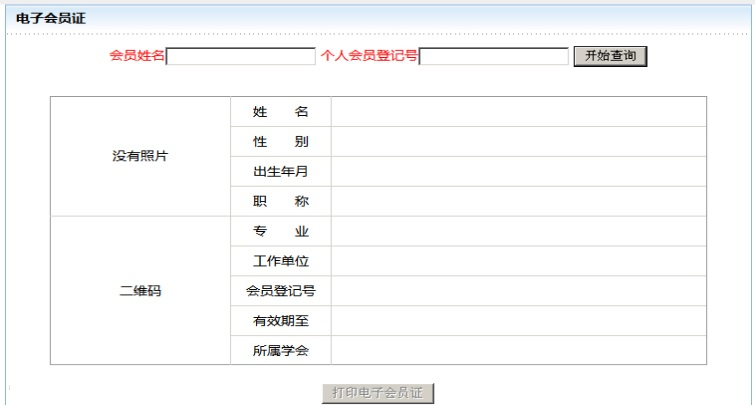 电子会员证
会员姓名 个人会员登记号 开始查询
没有照片
姓 名
性 别
出生年月
职 称
二维码
专 业
工作单位
会员登记号
有效期至
所属学会
打印电子会员证